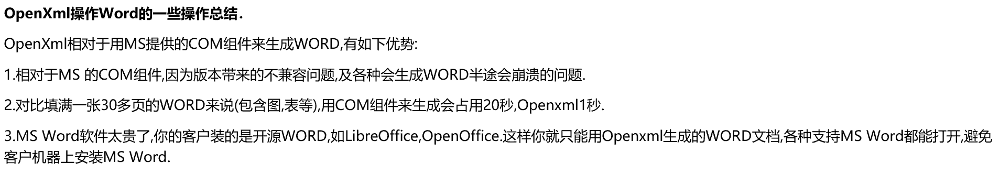 OpenXml操作Word的一些操作总结.
OpenXml相对于用MS提供的COM组件来生成WORD,有如下优势:
1.相对于MS 的COM组件,因为版本带来的不兼容问题,及各种会生成WORD半途会崩溃的问题.
2.对比填满一张30多页的WORD来说(包含图,表等),用COM组件来生成会占用20秒,Openxml1秒.
3.MS Word软件太贵了,你的客户装的是开源WORD,如LibreOffice,OpenOffice.这样你就只能用Openxml生成的WORD文档,各种支持MS Word都能打开,避免
客户机器上安装MS Word.